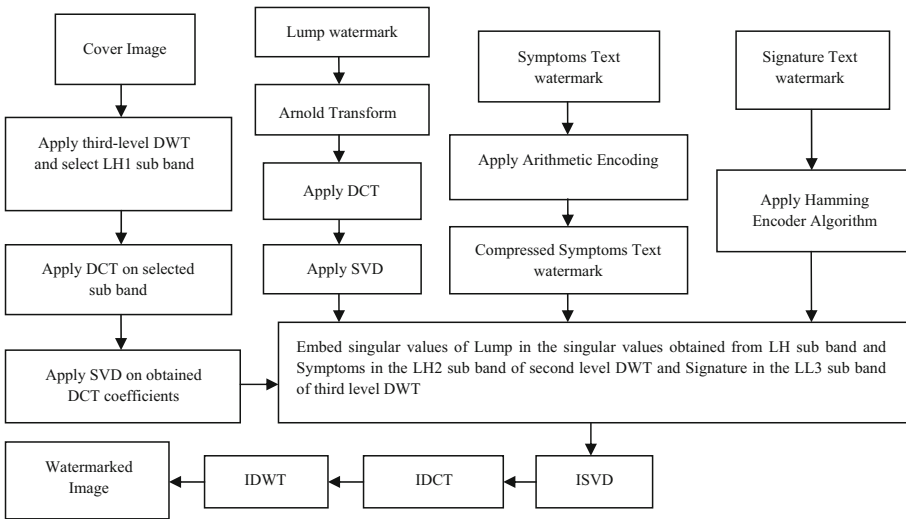 Cover Image
Apply third-level DWT
and select LH1 sub band
Apply DCT on selected
sub band
Apply SVD on obtained
DCT coefficients
Lump watermark
Arnold Transform
Apply DCT
Apply SVD
Symptoms Text
watermark
Apply Arithmetic Encoding
Compressed Symptoms Text
watermark
Signature Text
watermark
Apply Hamming
Encoder Algorithm
Embed singular values of Lump in the singular values obtained from LH sub band and
Symptoms in the LH2 sub band of second level DWT and Signature in the LL3 sub band
of third level DWT
ISVD
IDCT
IDWT
Watermarked
Image